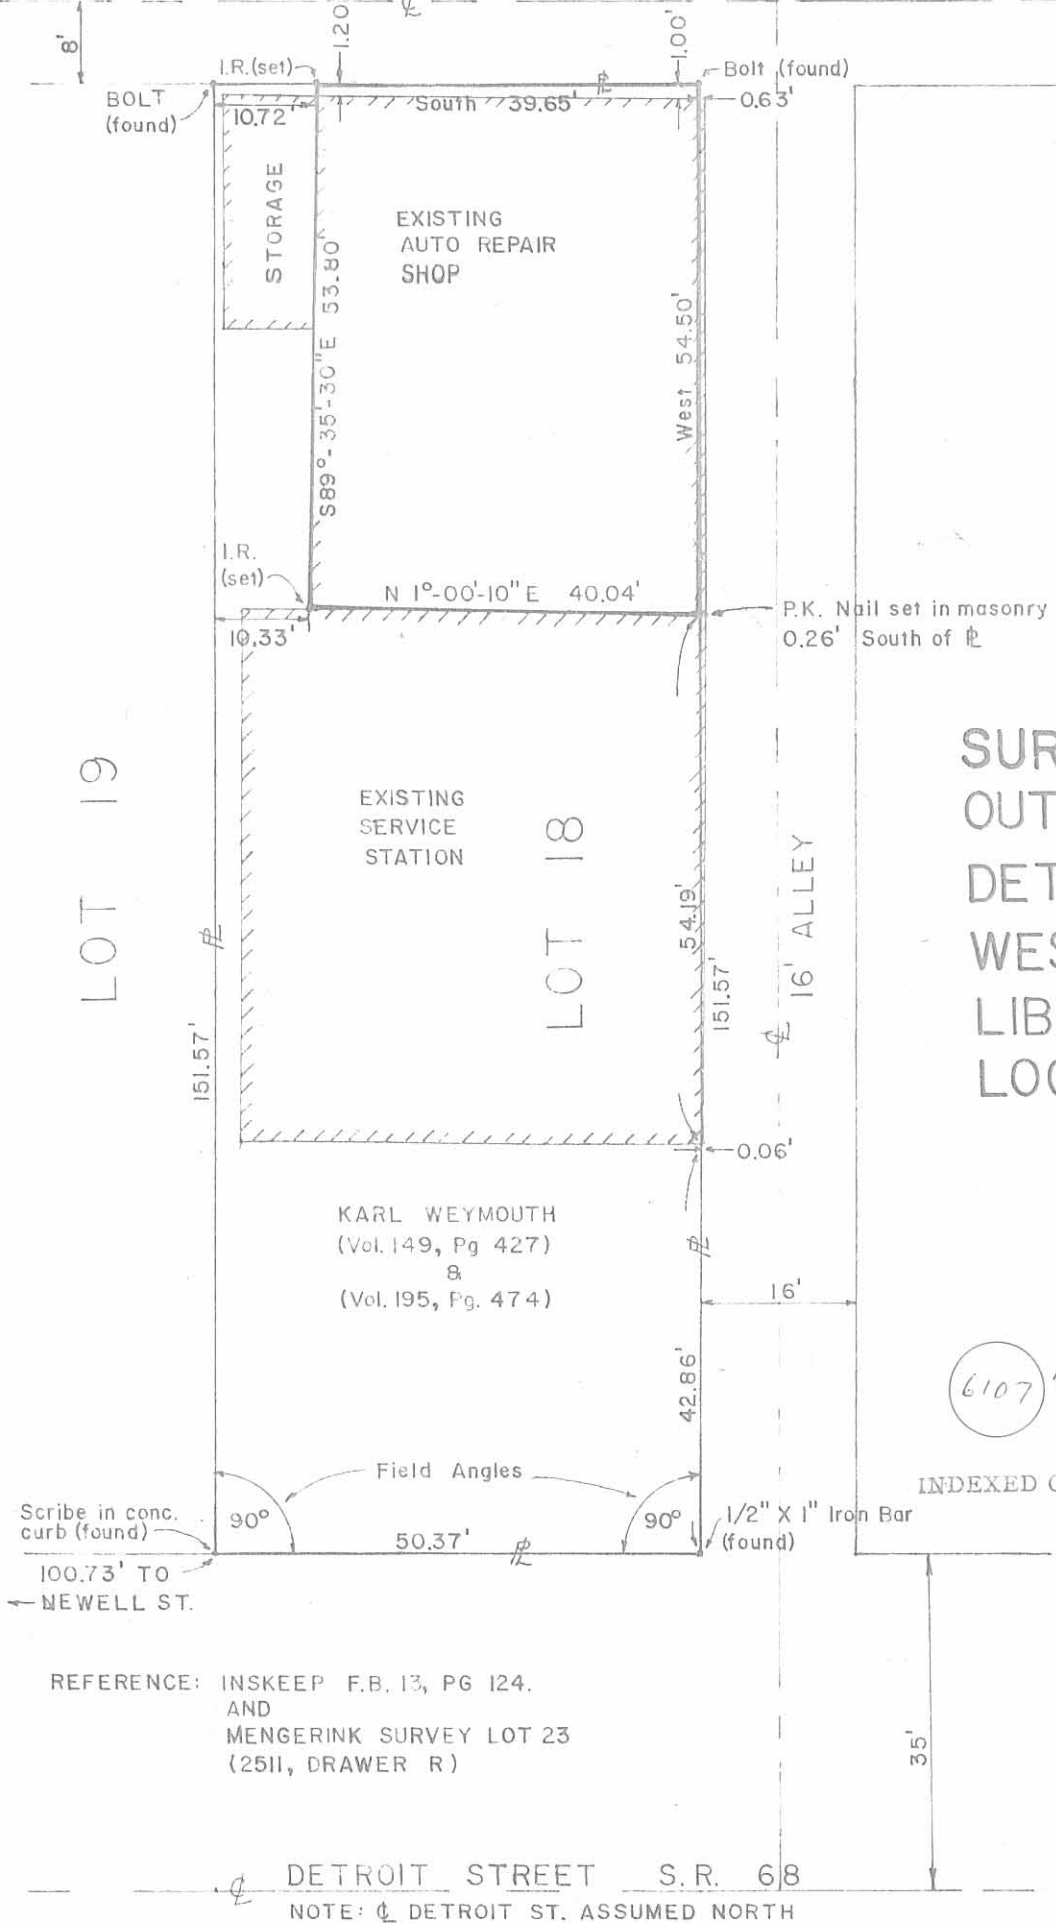 8'
1.20
℄
1.00'
I.R.(set)
℄
Bolt (found)
BOLT
(found)
10.72'
South 39.65'
0.63'
STORAGE
EXISTING
AUTO REPAIR
SHOP
S89°-35'-30"E 53.80'
West 54.50'
I.R.
(set)
N 1°-00'-10" E 40.04'
10.33'
P.K. Nail set in masonry
0.26' South of ⅊
LOT 19
EXISTING
SERVICE
STATION
LOT 18
54.19'
151.57'
16' ALLEY
℄
⅊
151.57'
SUR
OUT
DET
WES
LIB
LOC
0.06'
KARL WEYMOUTH
(Vol. 149, Pg 427)
&
(Vol. 195, Pg. 474)
⅊
16'
42.86'
6107
INDEXED
Field Angles
Scribe in conc.
curb (found)
90°
90°
1/2" X 1" Iron Bar
(found)
50.37'
⅊
100.73' TO
NEWELL ST.
REFERENCE: INSKEEP F.B. 13, PG 124.
AND
MENGERINK SURVEY LOT 23
(2511, DRAWER R)
35'
℄ DETROIT STREET S.R. 68
NOTE: ℄ DETROIT ST. ASSUMED NORTH